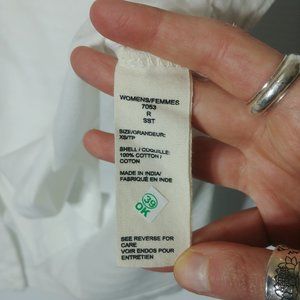 WOMENS/FEMMES
7053
R
SST
SIZE/GRANDEUR:
XS/TP
SHELL / COQUILLE:
100% COTTON /
COTON
MADE IN INDIA/
FABRIQUÉ EN INDE
39
OK
SEE REVERSE FOR
CARE
VOIR ENDOS POUR
ENTRETIEN